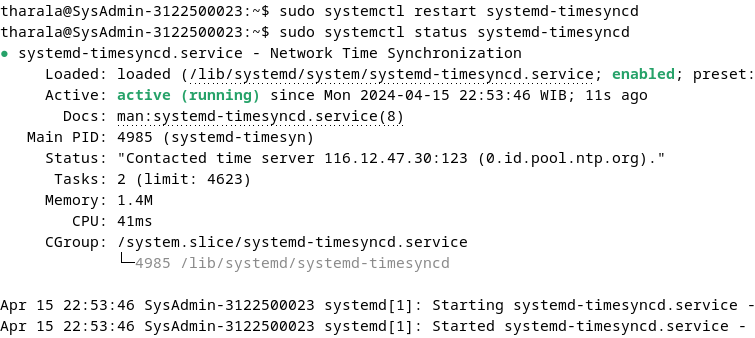 tharala@SysAdmin-3122500023:~$ sudo systemctl restart systemd-timesyncd
tharala@SysAdmin-3122500023:~$ sudo systemctl status systemd-timesyncd
● systemd-timesyncd.service - Network Time Synchronization
     Loaded: loaded (/lib/systemd/system/systemd-timesyncd.service; enabled; preset:
     Active: active (running) since Mon 2024-04-15 22:53:46 WIB; 11s ago
       Docs: man:systemd-timesyncd.service(8)
   Main PID: 4985 (systemd-timesyn)
     Status: "Contacted time server 116.12.47.30:123 (0.id.pool.ntp.org)."
      Tasks: 2 (limit: 4623)
     Memory: 1.4M
        CPU: 41ms
     CGroup: /system.slice/systemd-timesyncd.service
             └─4985 /lib/systemd/systemd-timesyncd
Apr 15 22:53:46 SysAdmin-3122500023 systemd[1]: Starting systemd-timesyncd.service -
Apr 15 22:53:46 SysAdmin-3122500023 systemd[1]: Started systemd-timesyncd.service -